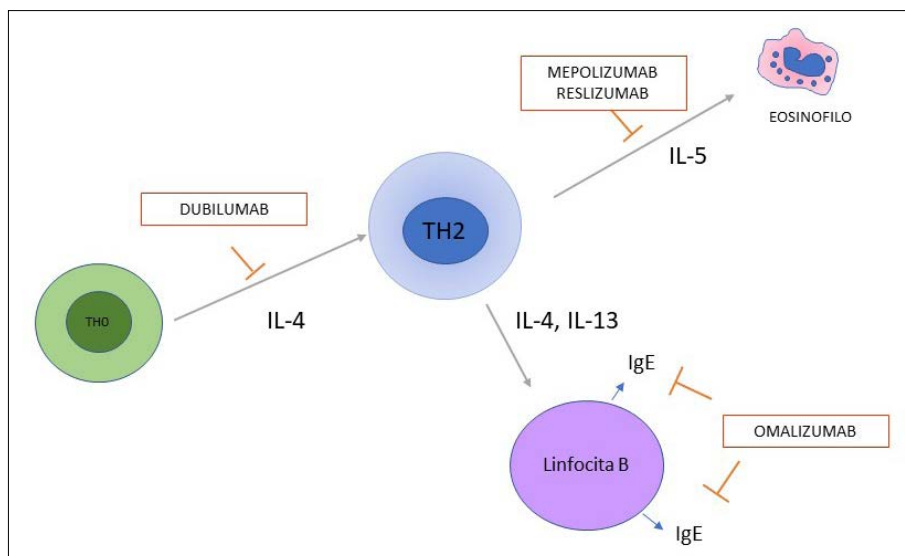 MEPOLIZUMAB
RESLIZUMAB
EOSINOFILO
IL-5
DUBILUMAB
TH2
TH0
IL-4
IL-4, IL-13
IgE
OMALIZUMAB
Linfocita B
IgE